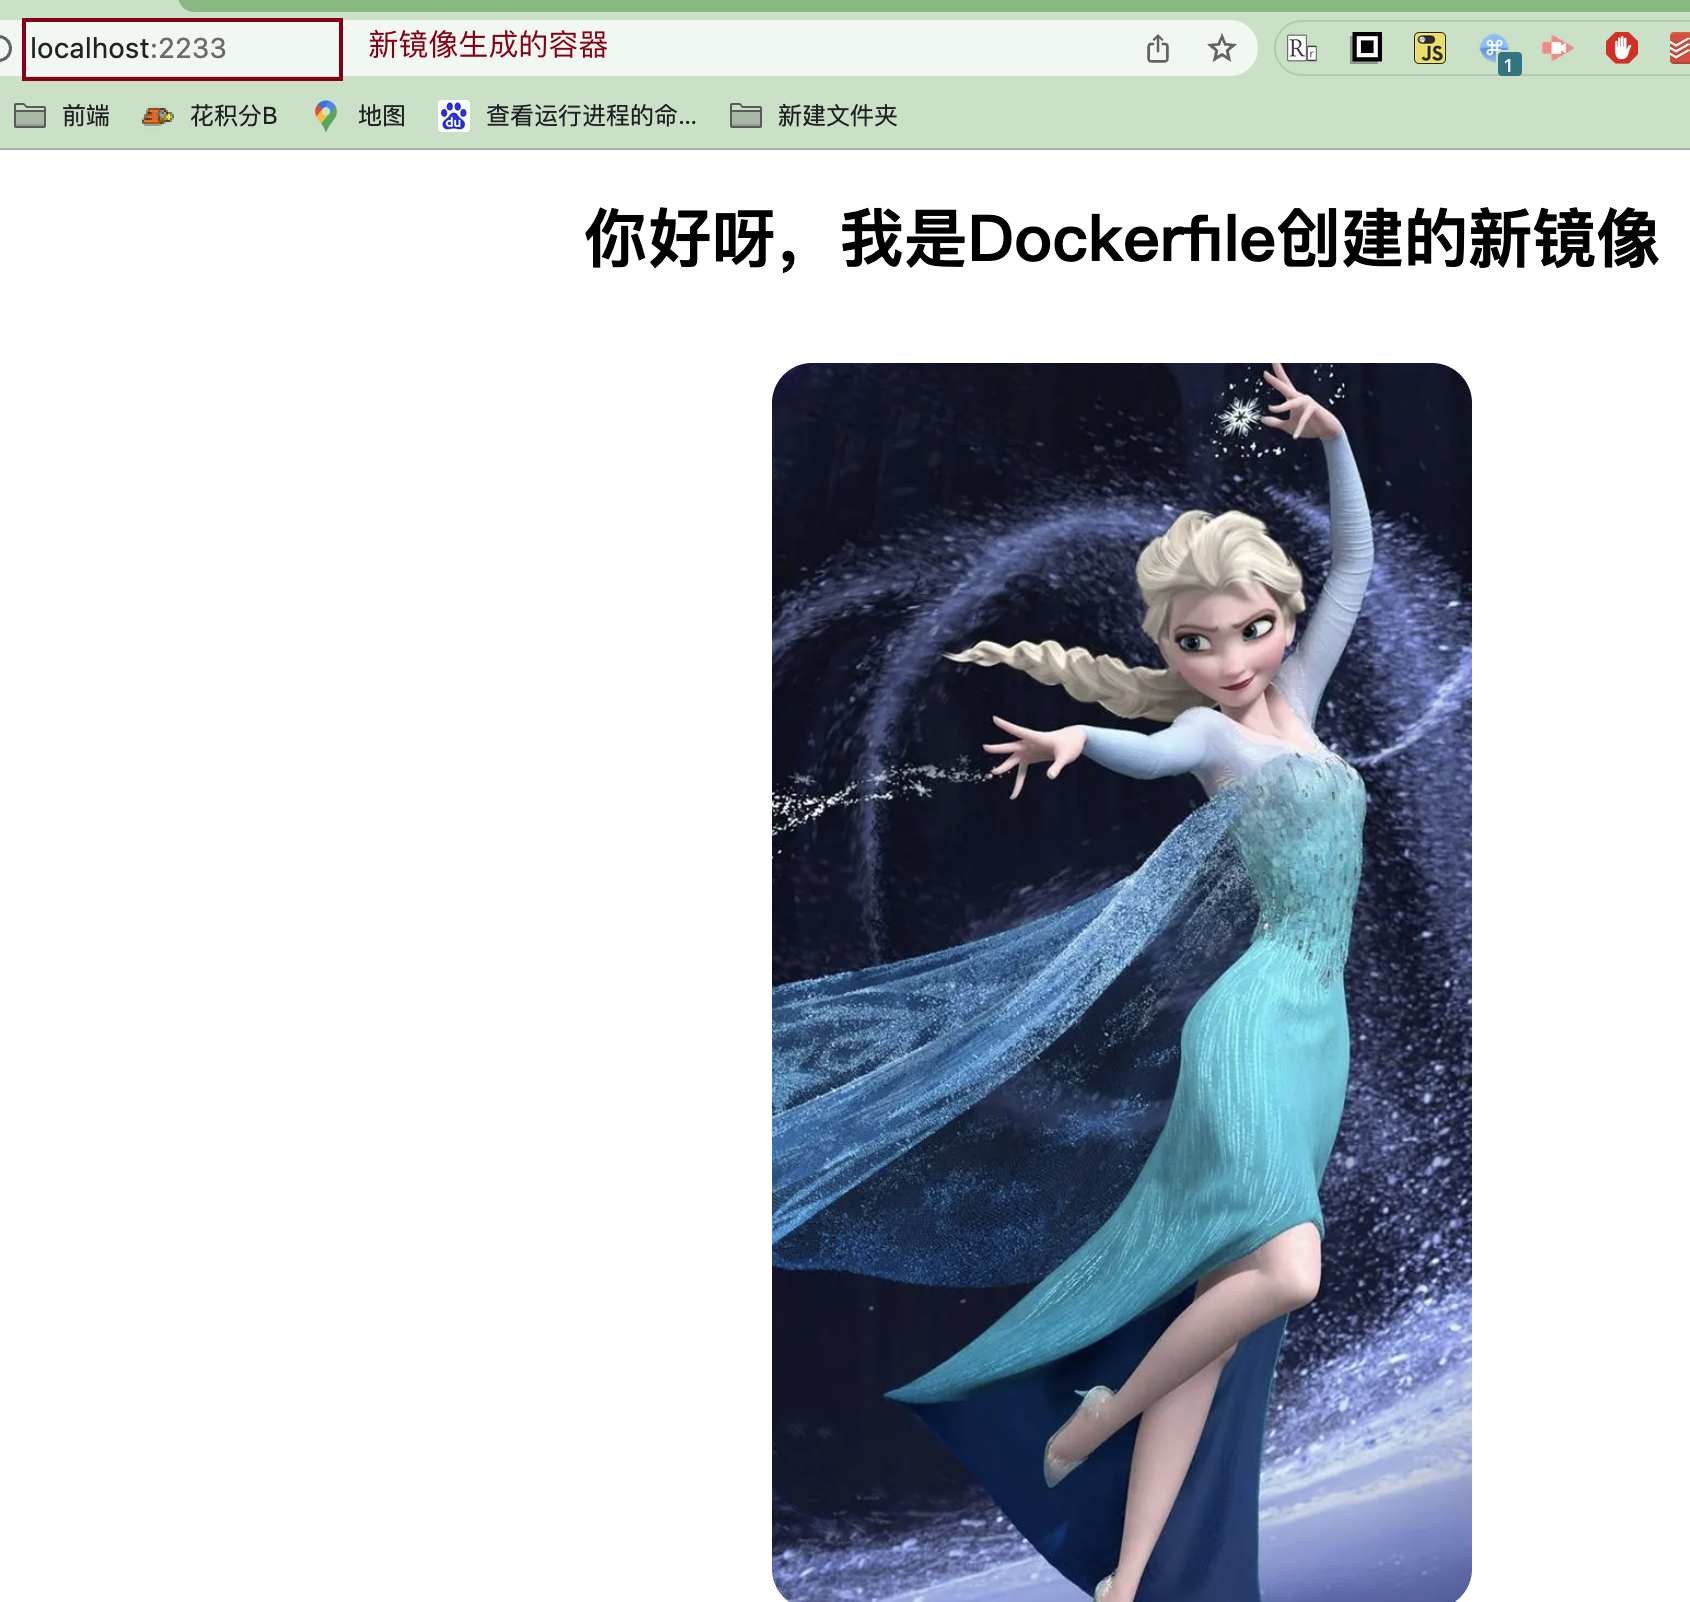 localhost:2233 新镜像生成的容器
R r JS 1
前端 花积分B 地图 du 查看运行进程的命... 新建文件夹
你好呀，我是Dockerfile创建的新镜像